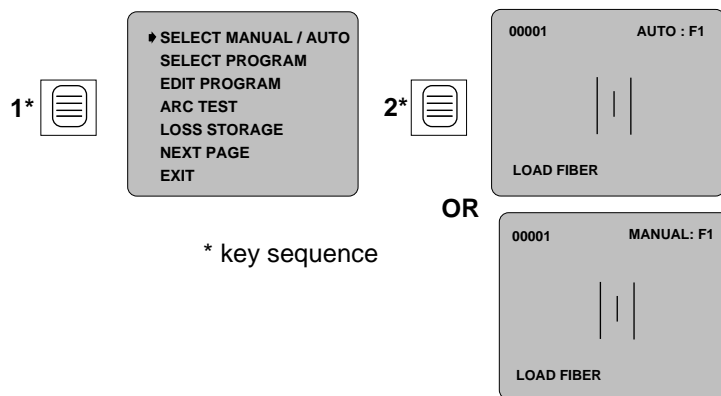 1*
➧ SELECT MANUAL / AUTO
SELECT PROGRAM
EDIT PROGRAM
ARC TEST
LOSS STORAGE
NEXT PAGE
EXIT
2*
00001 AUTO : F1
LOAD FIBER
OR
00001 MANUAL: F1
LOAD FIBER
* key sequence